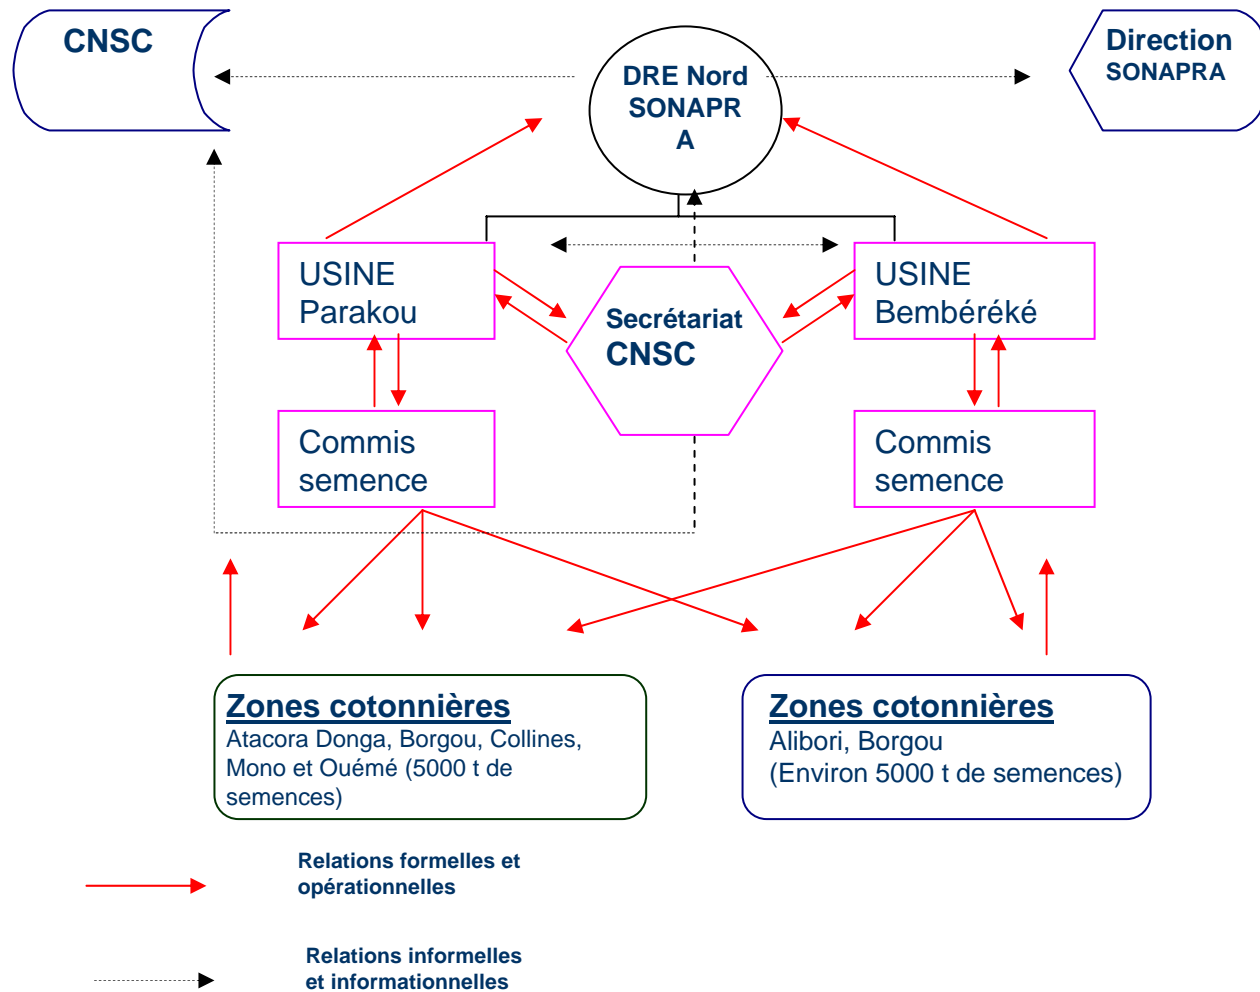 CNSC
DRE Nord
SONAPR
A
Direction
SONAPRA
USINE
Parakou
Secrétariat
CNSC
USINE
Bembéréké
Commis
semence
Commis
semence
Zones cotonnières
Atacora Donga, Borgou, Collines,
Mono et Ouémé (5000 t de
semences)
Zones cotonnières
Alibori, Borgou
(Environ 5000 t de semences)
Relations formelles et
opérationnelles
Relations informelles
et informationnelles